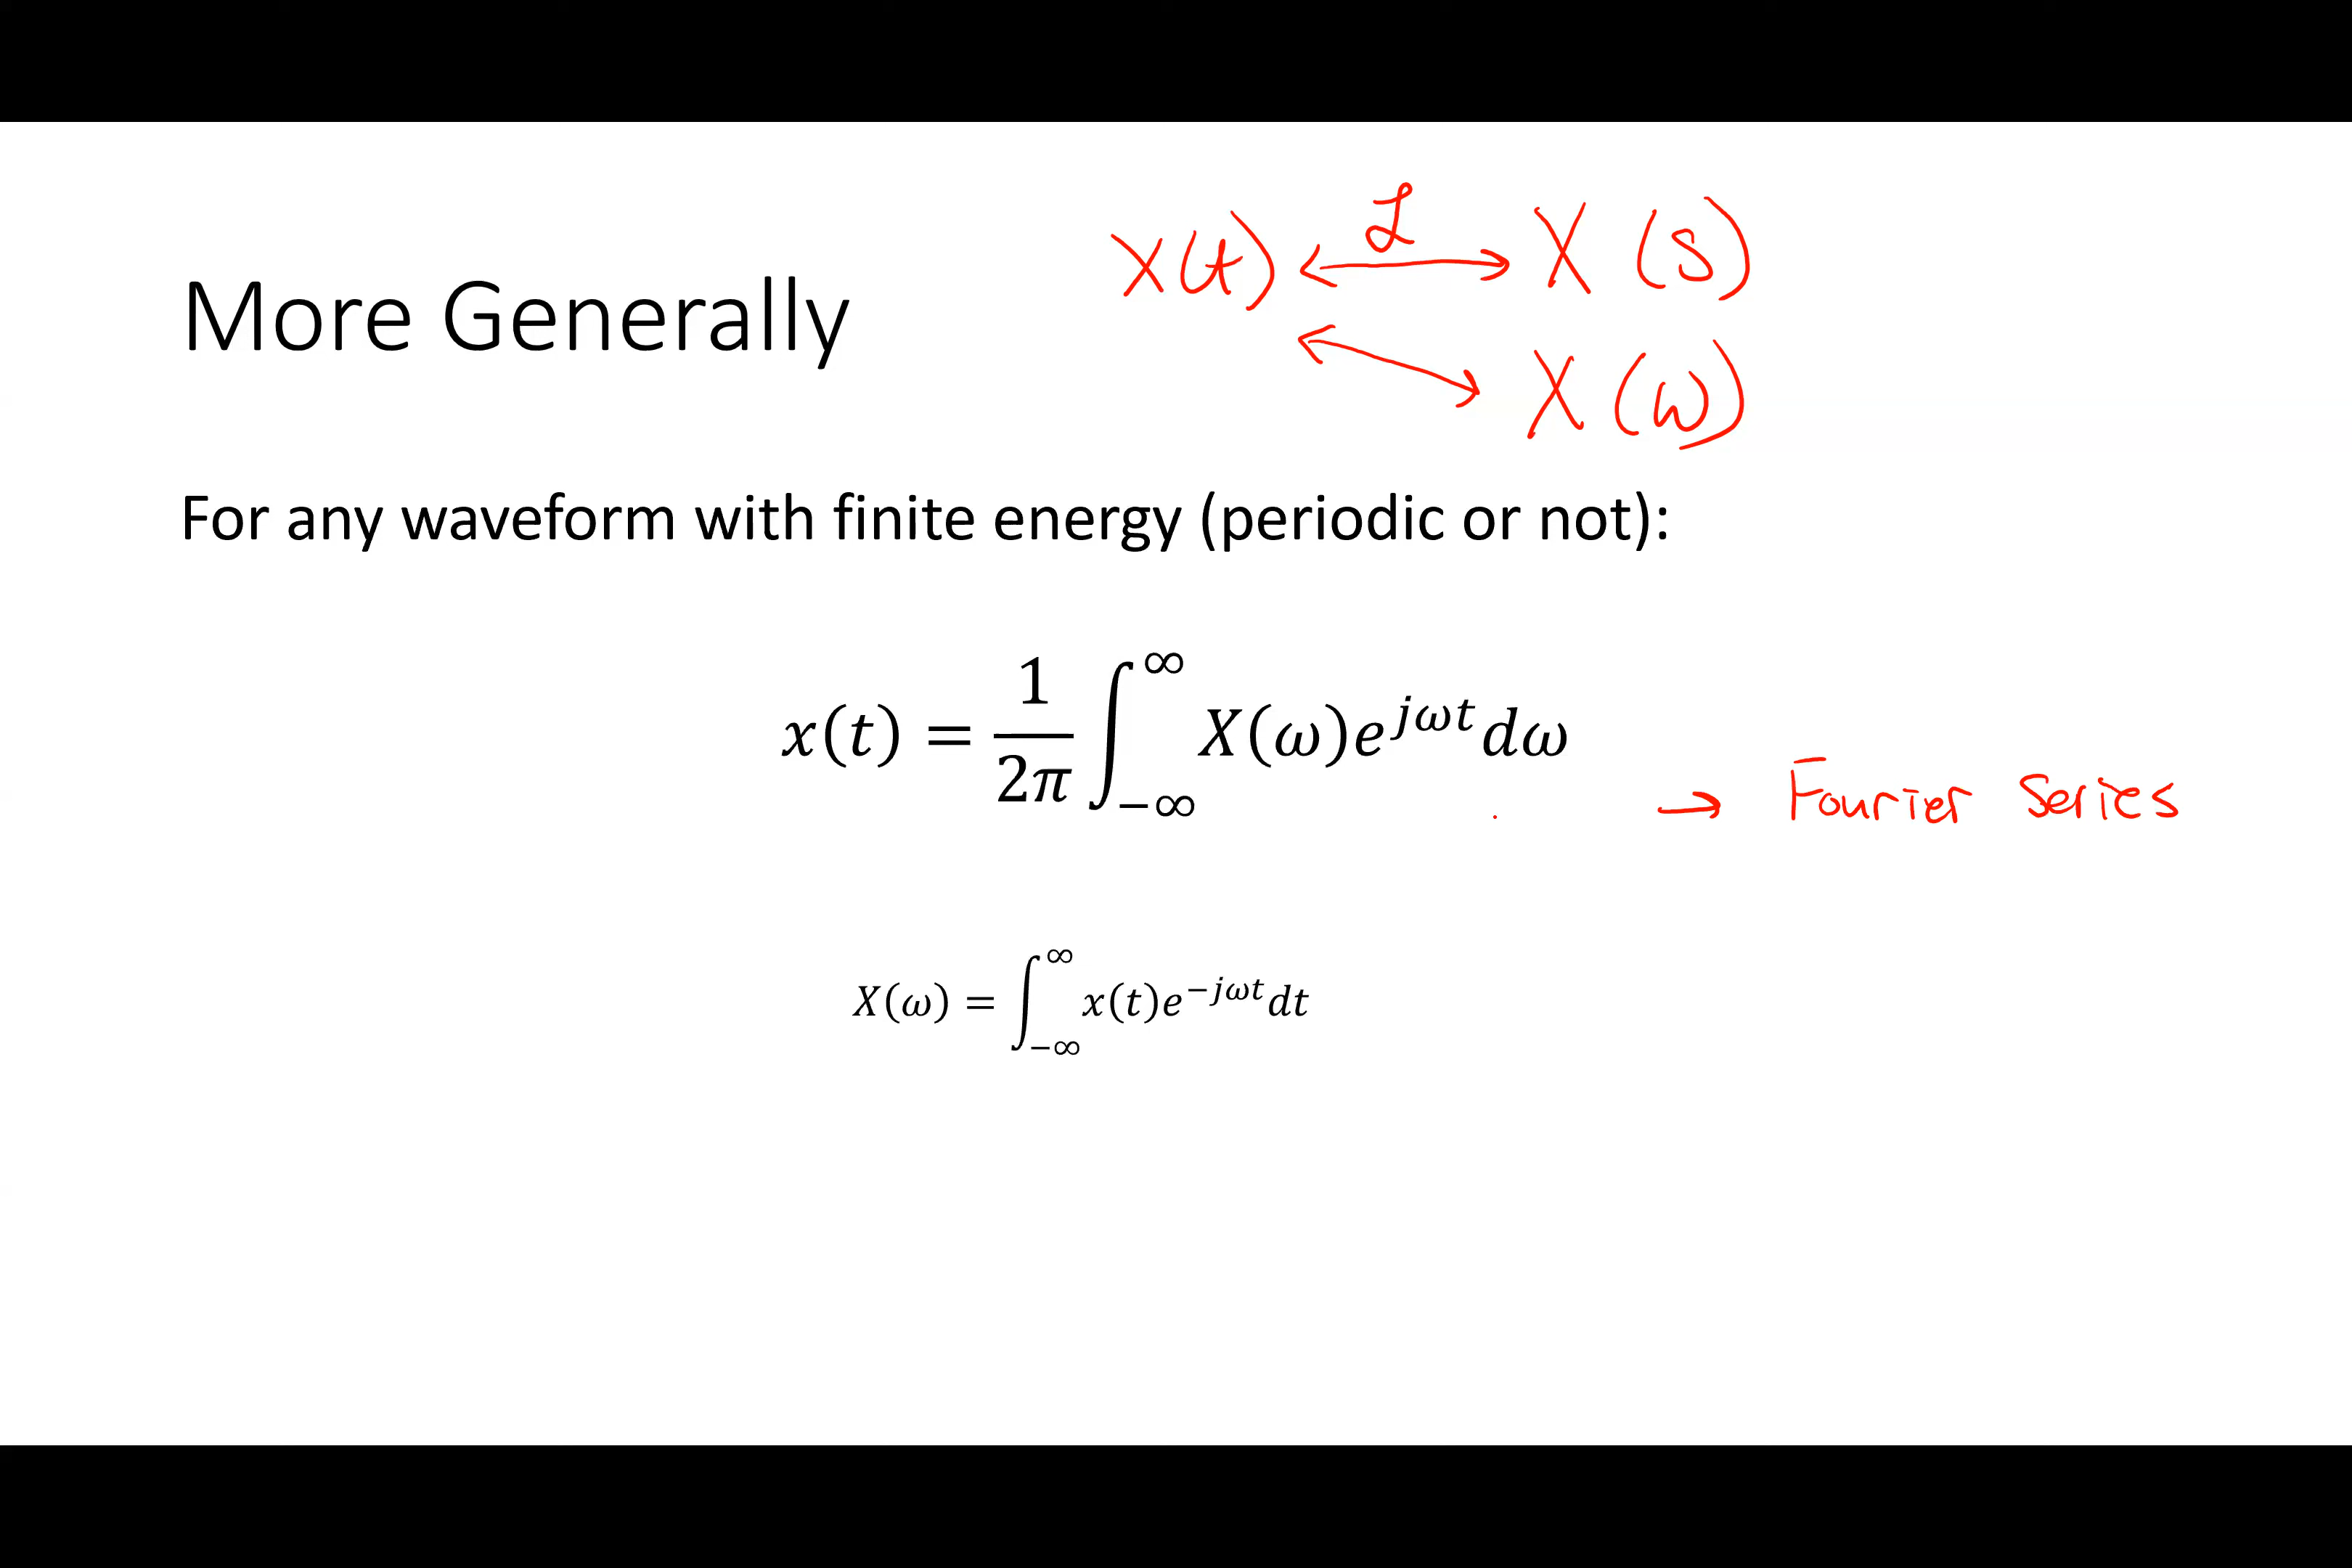 X(t) ⟷ ℒ X(s)
More Generally
⟷ X(ω)
For any waveform with finite energy (periodic or not):
x(t) = \frac{1}{2π} ∫_{-∞}^{∞} X(ω)e^{jωt}dω
→ Fourier Series
X(ω) = ∫_{-∞}^{∞} x(t)e^{-jωt}dt